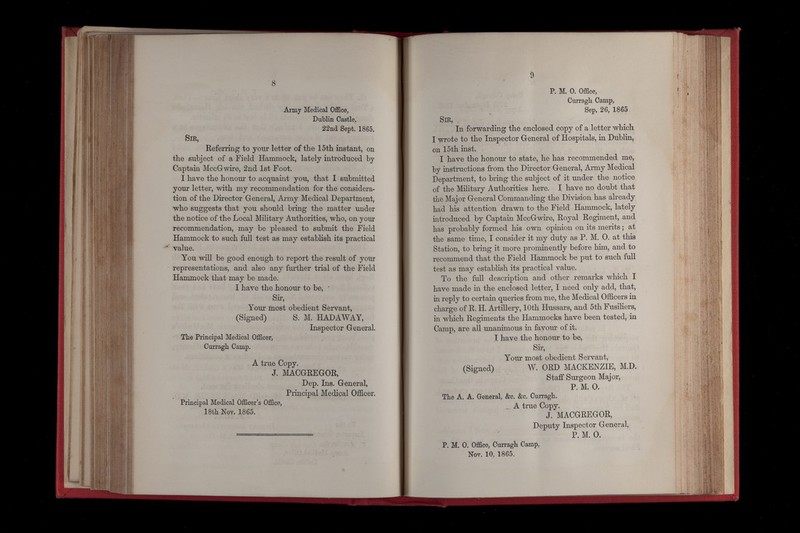 8
Army Medical Office,
Dublin Castle,
22nd Sept. 1865.
SIR,
Referring to your letter of the 15th instant, on
the subject of a Field Hammock, lately introduced by
Captain MccGwire, 2nd 1st Foot.
I have the honour to acquaint you, that I submitted
your letter, with my recommendation for the considera-
tion of the Director General, Army Medical Department,
who suggests that you should bring the matter under
the notice of the Local Military Authorities, who, on your
recommendation, may be pleased to submit the Field
Hammock to such full test as may establish its practical
value.
You will be good enough to report the result of your
representations, and also any further trial of the Field
Hammock that may be made.
I have the honour to be,
Sir,
Your most obedient Servant,
(Signed) S. M. HADAWAY,
Inspector General.
The Principal Medical Officer,
Curragh Camp.
A true Copy.
J. MACGREGOR,
Dep. Ins. General,
Principal Medical Officer.
Principal Medical Officer's Office,
18th Nov. 1865.
9
P. M. O. Office,
Curragh Camp,
Sep. 26, 1865
SIR,
In forwarding the enclosed copy of a letter which
I wrote to the Inspector General of Hospitals, in Dublin,
on 15th inst.
I have the honour to state, he has recommended me,
by instructions from the Director General, Army Medical
Department, to bring the subject of it under the notice
of the Military Authorities here. I have no doubt that
the Major General Commanding the Division has already
had his attention drawn to the Field Hammock, lately
introduced by Captain MccGwire, Royal Regiment, and
has probably formed his own opinion on its merits; at
the same time, I consider it my duty as P. M. O. at this
Station, to bring it more prominently before him, and to
recommend that the Field Hammock be put to such full
test as may establish its practical value.
To the full description and other remarks which I
have made in the enclosed letter, I need only add, that,
in reply to certain queries from me, the Medical Officers in
charge of R. H. Artillery, 10th Hussars, and 5th Fusiliers,
in which Regiments the Hammocks have been tested, in
Camp, are all unanimous in favour of it.
I have the honour to be,
Sir,
Your most obedient Servant,
(Signed) W. ORD MACKENZIE, M.D.
Staff Surgeon Major,
P. M. O.
The A. A. General, &c. &c. Curragh.
A true Copy.
J. MACGREGOR,
Deputy Inspector General,
P. M. O.
P. M. O. Office, Curragh Camp,
Nov. 10, 1865.